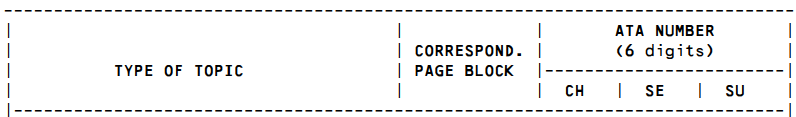 ATA NUMBER
CORRESPOND. (6 digits)
TYPE OF TOPIC PAGE BLOCK
CH SE SU